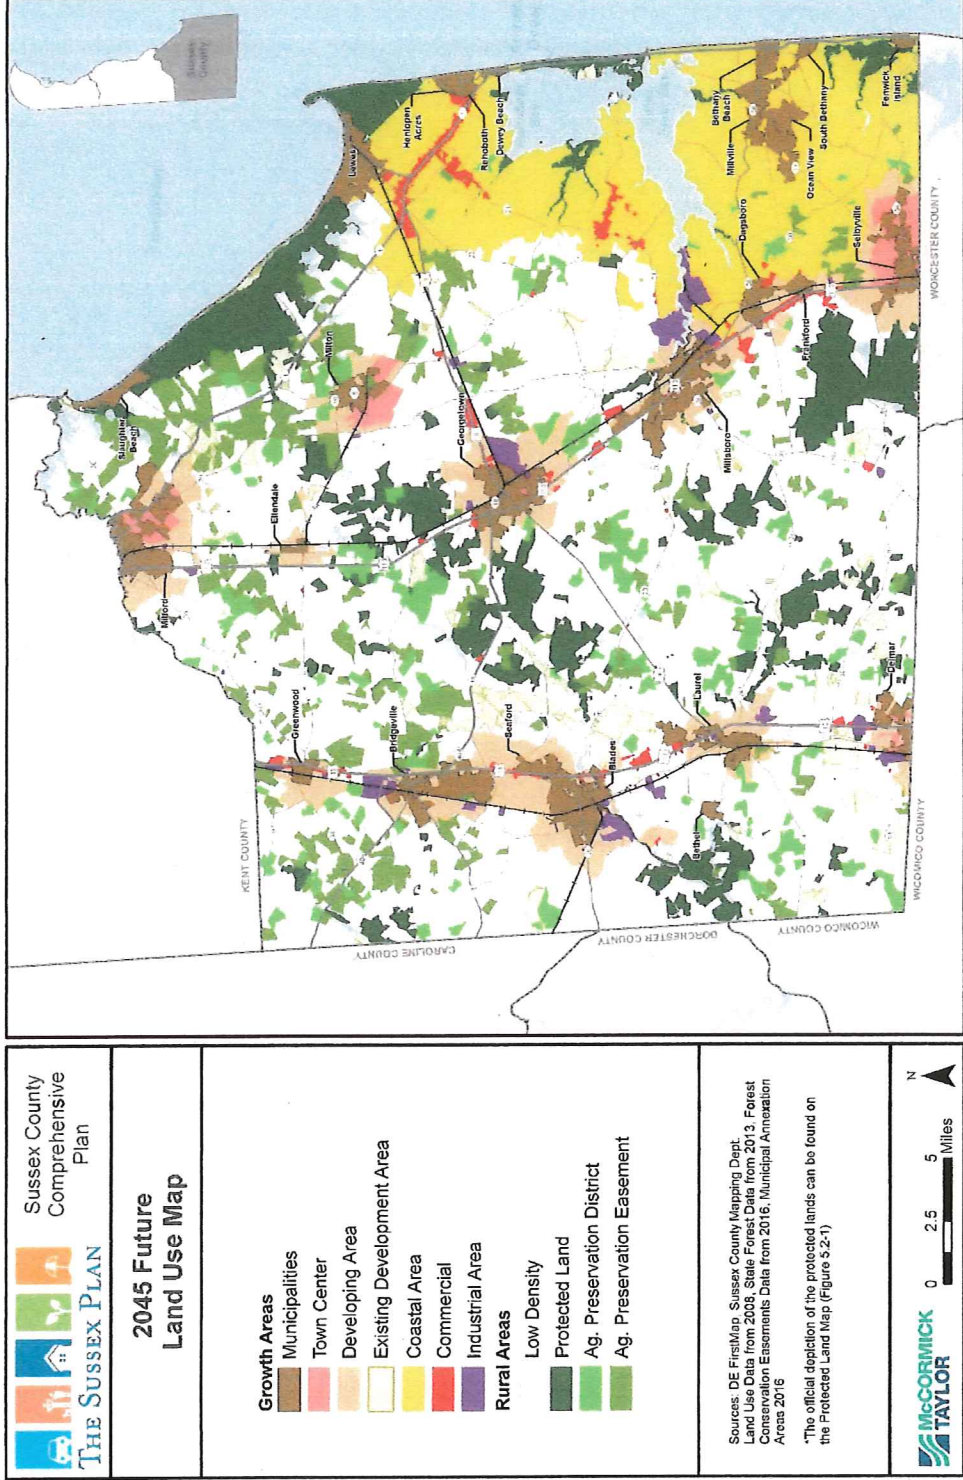 THE SUSSEX PLAN
Sussex County
Comprehensive
Plan
2045 Future
Land Use Map
Growth Areas
Municipalities
Town Center
Developing Area
Existing Development Area
Coastal Area
Commercial
Industrial Area
Rural Areas
Low Density
Protected Land
Ag. Preservation District
Ag. Preservation Easement
Sources: DE FirstMap, Sussex County Mapping Dept.
Land Use Data from 2008, State Forest Data from 2013, Forest
Conservation Easements Data from 2016, Municipal Annexation
Areas 2016
*The official depiction of the protected lands can be found on
the Protected Land Map (Figure 5.2-1)
McCORMICK
TAYLOR
0 2.5 5
Miles
N
Sussex
County
KENT COUNTY
CAROLINE COUNTY
DORCHESTER COUNTY
WICOMICO COUNTY
WICOMICO COUNTY
WORCESTER COUNTY
Milford
Slaughter
Beach
Greenwood
Ellendale
Milton
Lewes
Bridgeville
Georgetown
Henlopen
Acres
Rehoboth
Dewey Beach
Seaford
Blades
Bethel
Laurel
Delmar
Millsboro
Dagsboro
Frankford
Selbyville
Millville
Bethany
Beach
Ocean View
South Bethany
Fenwick
Island